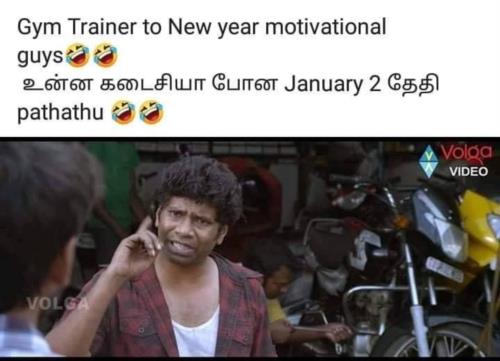 Gym Trainer to New year motivational
guys🤣🤣
உன்ன கடைசியா போன January 2 தேதி
pathathu 🤣🤣
Volga
VIDEO
VOLGA